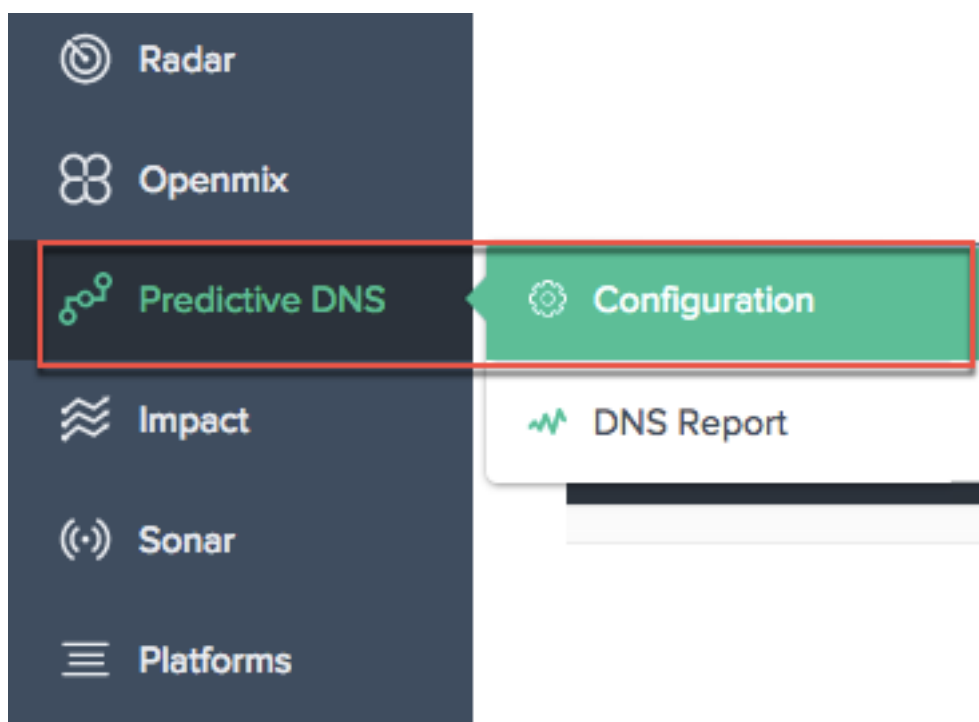 Radar
Openmix
Predictive DNS
Configuration
Impact
DNS Report
Sonar
Platforms